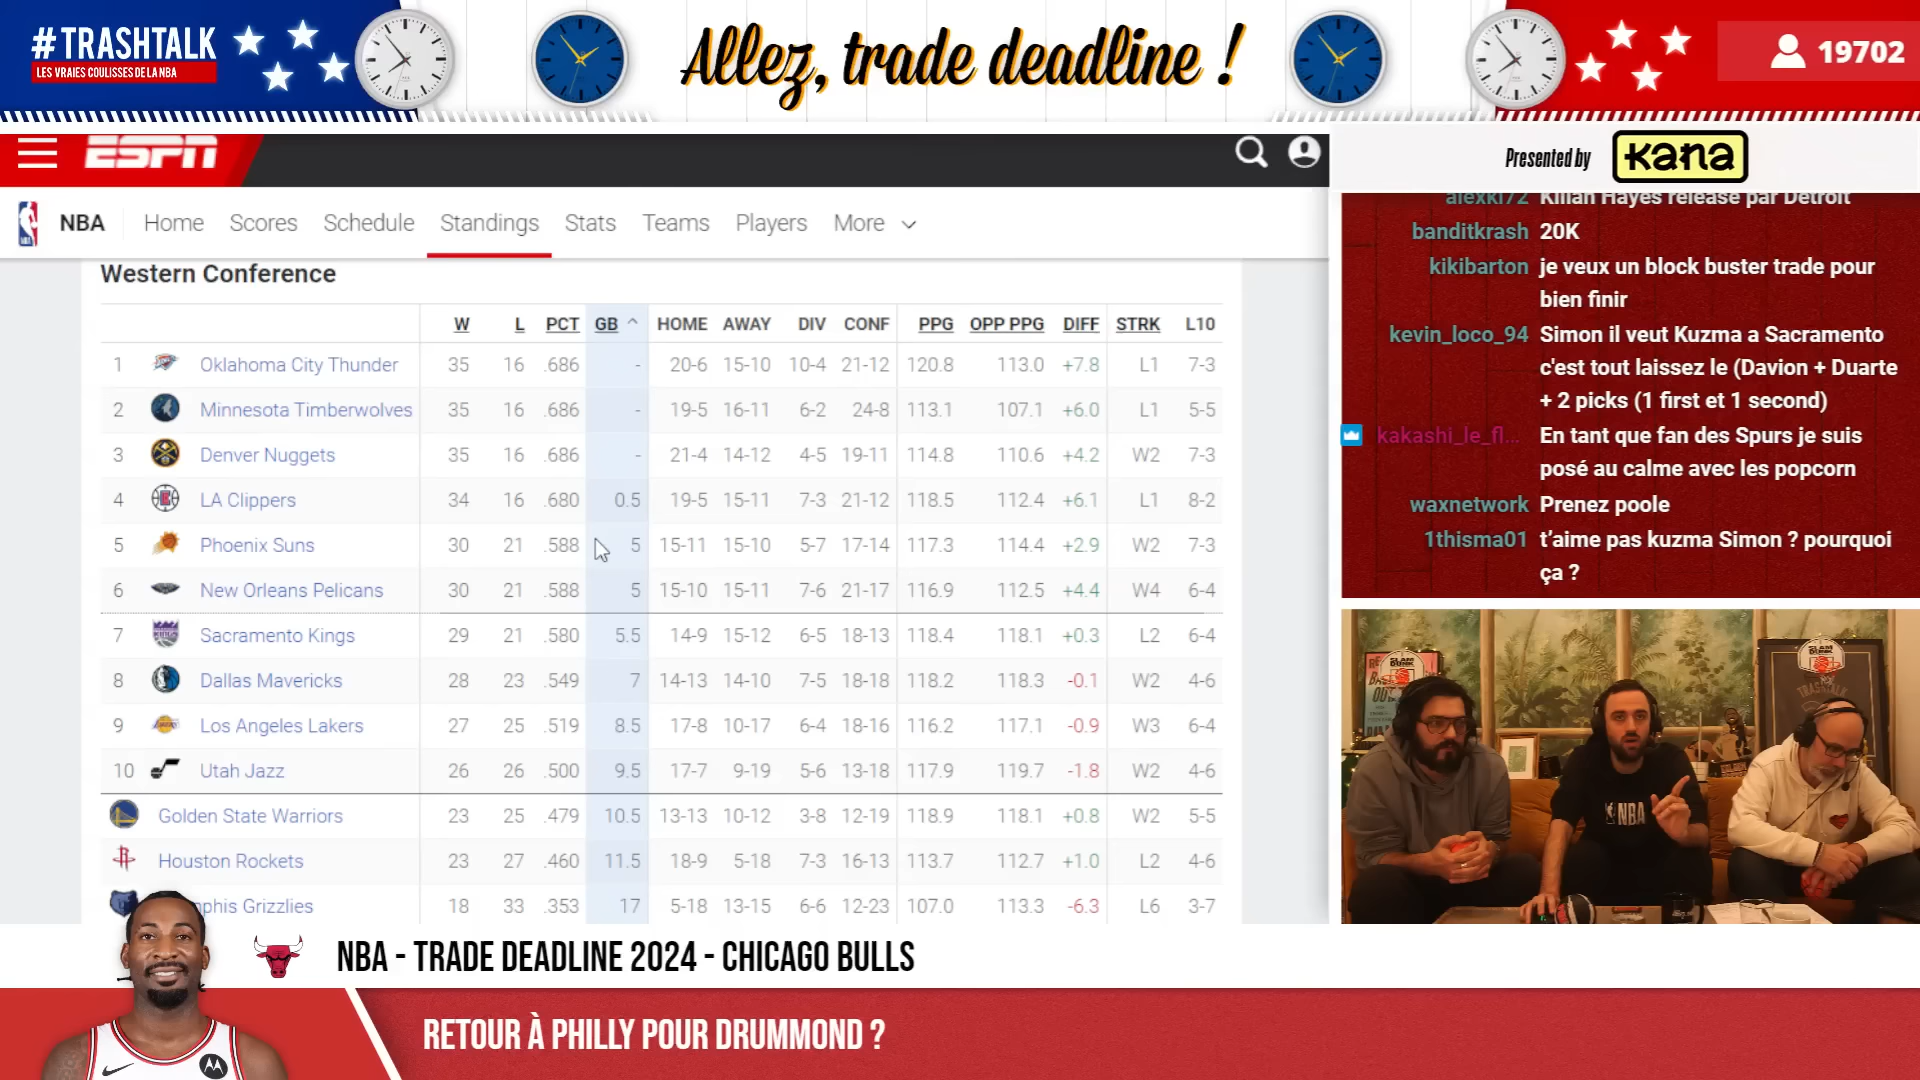 #TRASHTALK
LES VRAIES COULISSES DE LA NBA
Allez, trade deadline !
19702
ESPN
Presented by kana
NBA Home Scores Schedule Standings Stats Teams Players More
Western Conference
W L PCT GB HOME AWAY DIV CONF PPG OPP PPG DIFF STRK L10
1 Oklahoma City Thunder 35 16 .686 - 20-6 15-10 10-4 21-12 120.8 113.0 +7.8 L1 7-3
2 Minnesota Timberwolves 35 16 .686 - 19-5 16-11 6-2 24-8 113.1 107.1 +6.0 L1 5-5
3 Denver Nuggets 35 16 .686 - 21-4 14-12 4-5 19-11 114.8 110.6 +4.2 W2 7-3
4 LA Clippers 34 16 .680 0.5 19-5 15-11 7-3 21-12 118.5 112.4 +6.1 L1 8-2
5 Phoenix Suns 30 21 .588 5 15-11 15-10 5-7 17-14 117.3 114.4 +2.9 W2 7-3
6 New Orleans Pelicans 30 21 .588 5 15-10 15-11 7-6 21-17 116.9 112.5 +4.4 W4 6-4
7 Sacramento Kings 29 21 .580 5.5 14-9 15-12 6-5 18-13 118.4 118.1 +0.3 L2 6-4
8 Dallas Mavericks 28 23 .549 7 14-13 14-10 7-5 18-18 118.2 118.3 -0.1 W2 4-6
9 Los Angeles Lakers 27 25 .519 8.5 17-8 10-17 6-4 18-16 116.2 117.1 -0.9 W3 6-4
10 Utah Jazz 26 26 .500 9.5 17-7 9-19 5-6 13-18 117.9 119.7 -1.8 W2 4-6
Golden State Warriors 23 25 .479 10.5 13-13 10-12 3-8 12-19 118.9 118.1 +0.8 W2 5-5
Houston Rockets 23 27 .460 11.5 18-9 5-18 7-3 16-13 113.7 112.7 +1.0 L2 4-6
phis Grizzlies 18 33 .353 17 5-18 13-15 6-6 12-23 107.0 113.3 -6.3 L6 3-7
alexki72 Killian Hayes release par Detroit
banditkrash 20K
kikibarton je veux un block buster trade pour
bien finir
kevin_loco_94 Simon il veut Kuzma a Sacramento
c'est tout laissez le (Davion + Duarte
+ 2 picks (1 first et 1 second)
kakashi_le_fl... En tant que fan des Spurs je suis
posé au calme avec les popcorn
waxnetwork Prenez poole
1thisma01 t'aime pas kuzma Simon ? pourquoi
ça ?
SLAM DUNK
SLAM DUNK
TRASHTALK
NBA
NBA - TRADE DEADLINE 2024 - CHICAGO BULLS
RETOUR À PHILLY POUR DRUMMOND ?